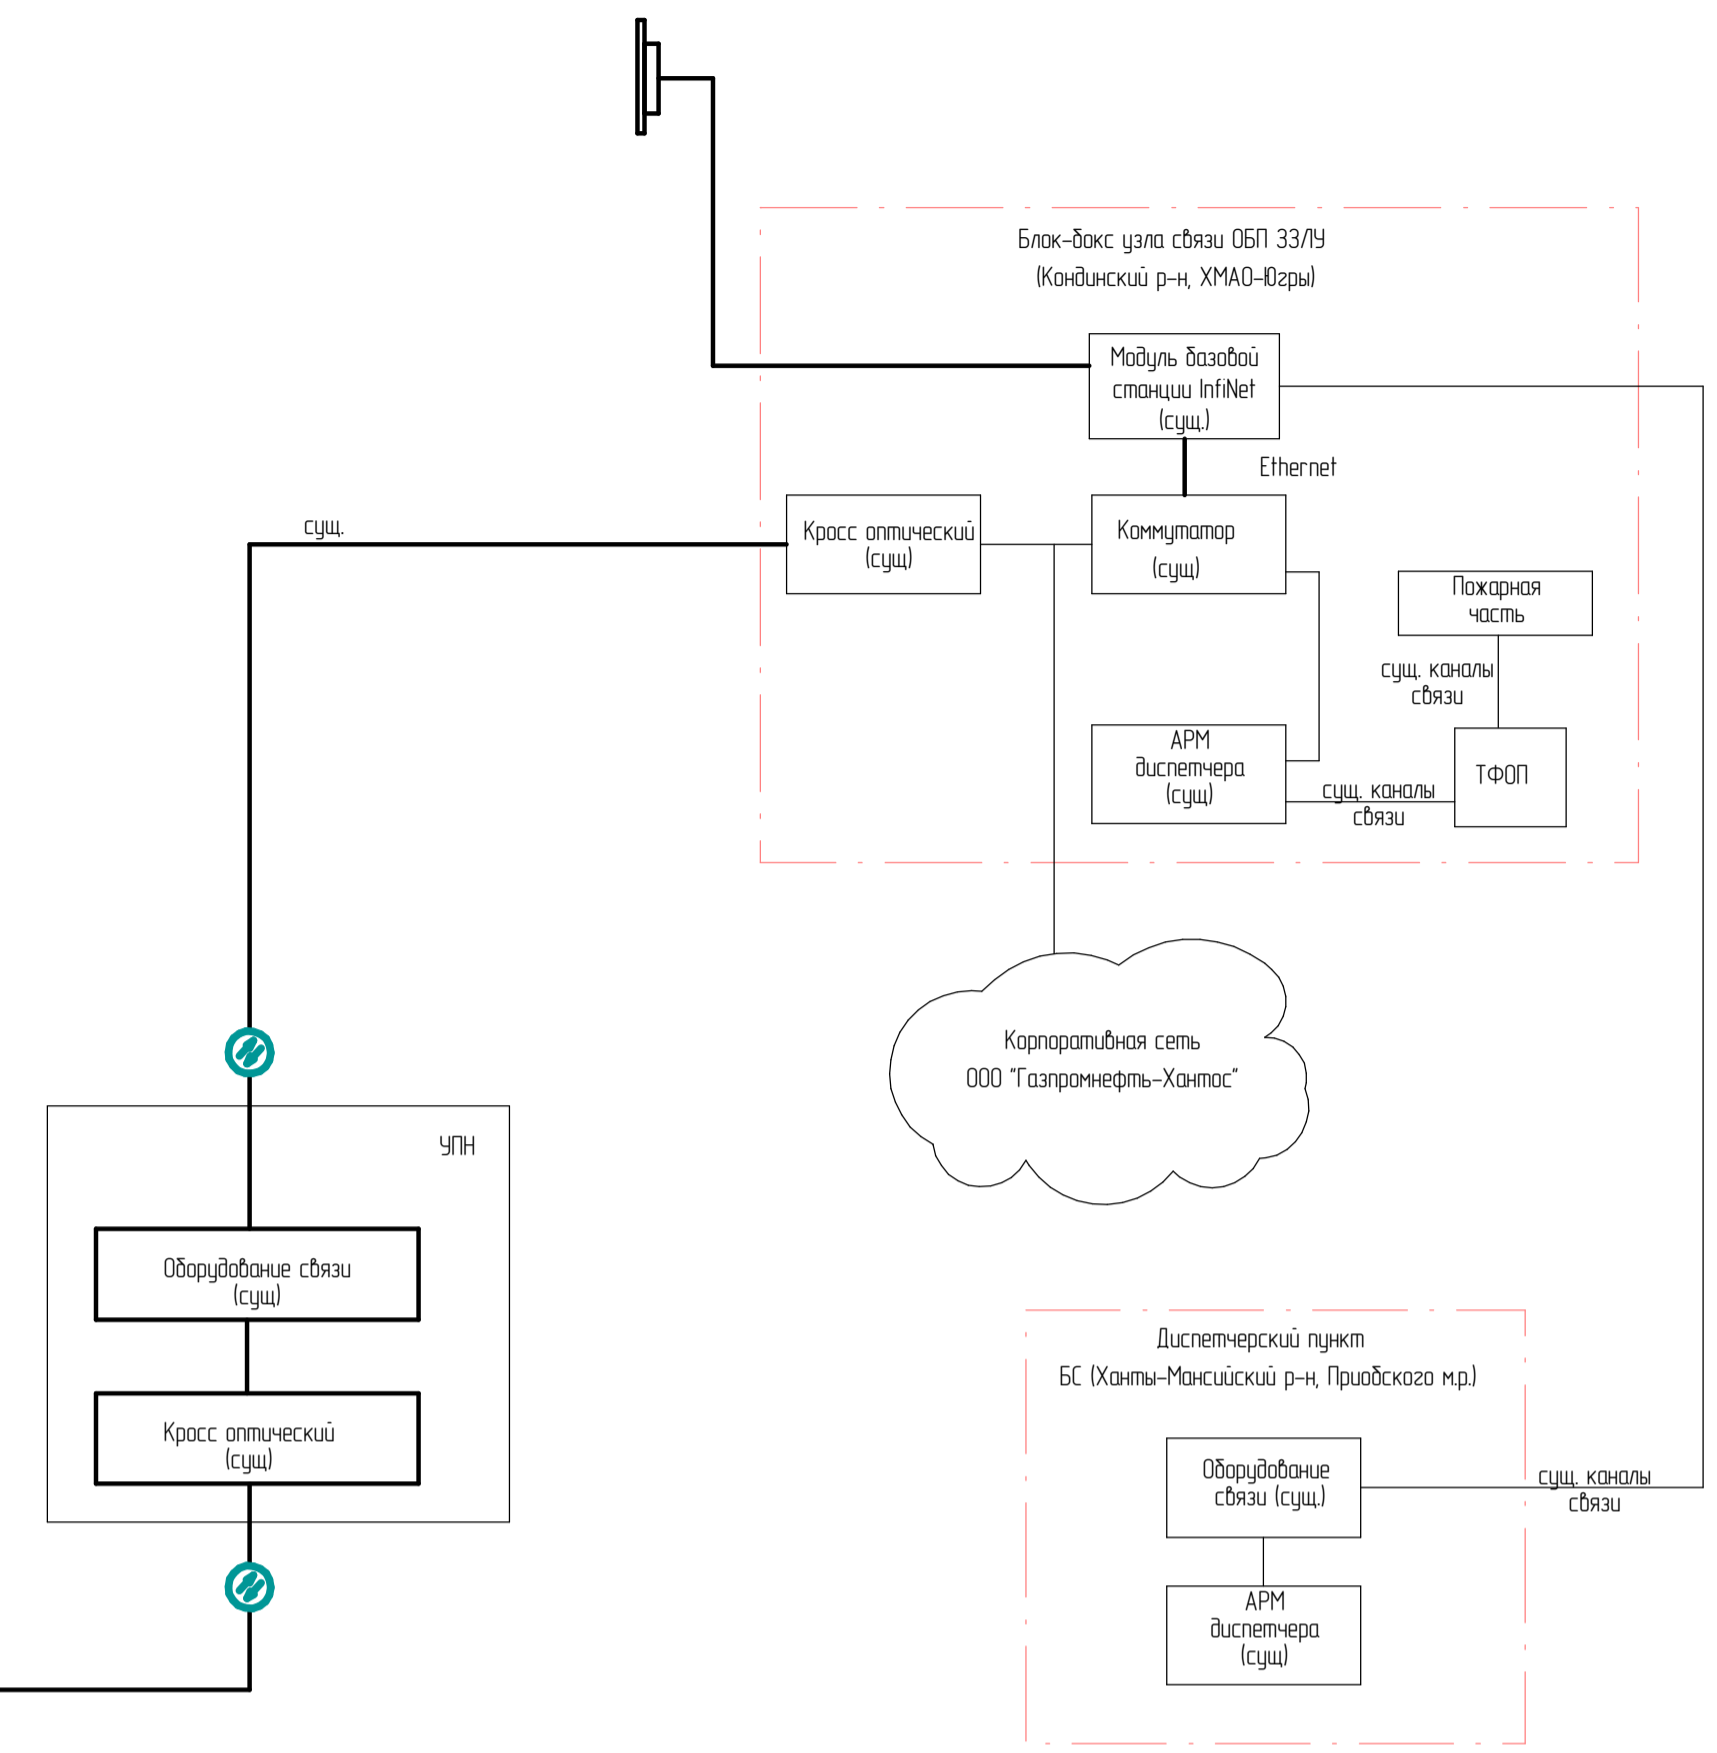 Блок-бокс узла связи ОБП ЗЗЛУ
(Кондинский р-н, ХМАО-Югры)
Модуль базовой
станции InfiNet
(сущ.)
Ethernet
сущ.
Кросс оптический
(сущ)
Коммутатор
(сущ)
Пожарная
часть
сущ. каналы
связи
АРМ
диспетчера
(сущ)
сущ. каналы
связи
ТФОП
Корпоративная сеть
ООО "Газпромнефть-Хантос"
УПН
Оборудование связи
(сущ)
Кросс оптический
(сущ)
Диспетчерский пункт
БС (Ханты-Мансийский р-н, Приобского м.р.)
Оборудование
связи (сущ.)
сущ. каналы
связи
АРМ
диспетчера
(сущ)